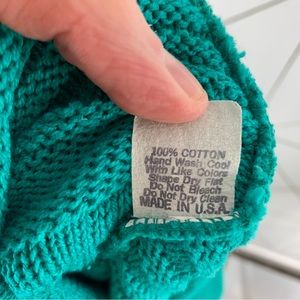 100% COTTON
Hand Wash Cool
With Like Colors
Shape Dry Flat
Do Not Bleach
Do Not Dry Clean
MADE IN U.S.A.